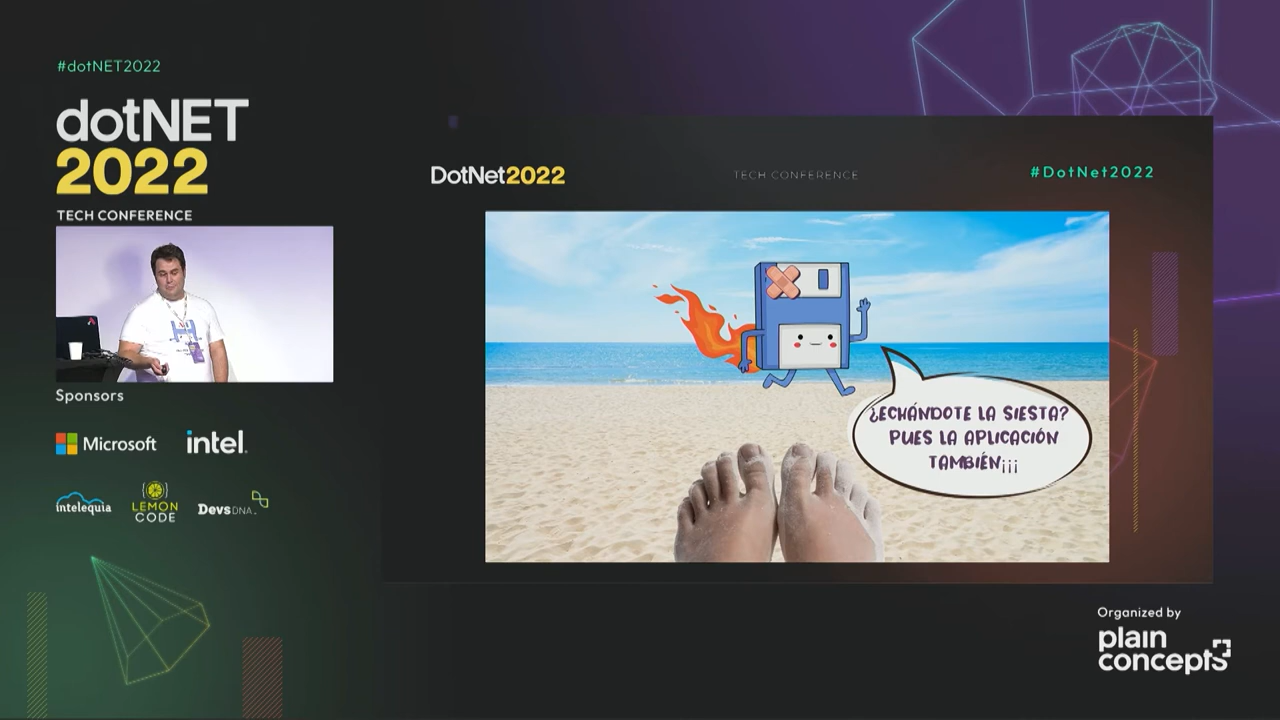 #dotNET2022
dotNET
2022
TECH CONFERENCE
Sponsors
Microsoft
intel.
intelequia
LEMON
CODE
DevsDNA
DotNet2022
TECH CONFERENCE
#DotNet2022
¿ECHÁNDOTE LA SIESTA?
PUES LA APLICACIÓN
TAMBIÉN¡¡¡
Organized by
plain
concepts